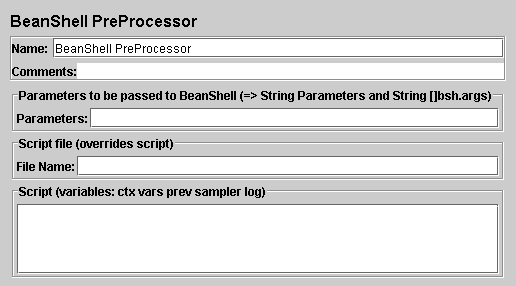 BeanShell PreProcessor
Name: BeanShell PreProcessor
Comments:
Parameters to be passed to BeanShell (=> String Parameters and String []bsh.args)
Parameters:
Script file (overrides script)
File Name:
Script (variables: ctx vars prev sampler log)